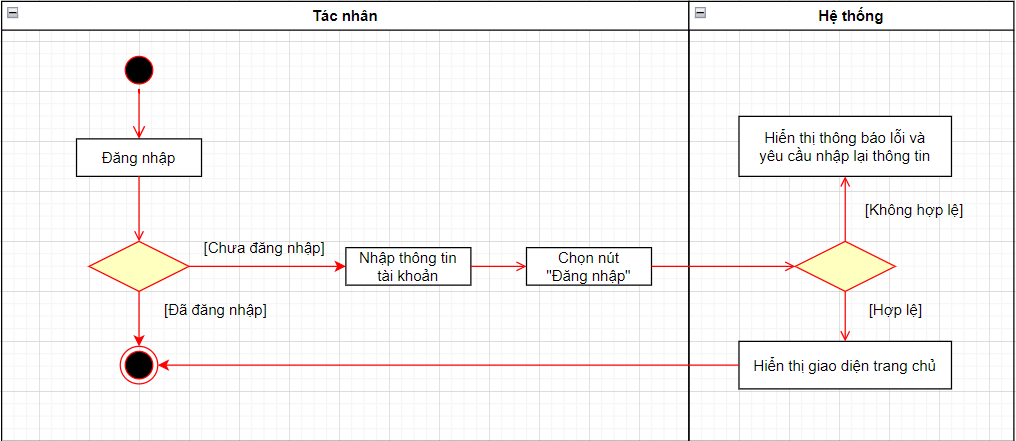 Tác nhân
Hệ thống
Đăng nhập
[Chưa đăng nhập]
[Đã đăng nhập]
Nhập thông tin
tài khoản
Chọn nút
"Đăng nhập"
Hiển thị thông báo lỗi và
yêu cầu nhập lại thông tin
[Không hợp lệ]
[Hợp lệ]
Hiển thị giao diện trang chủ